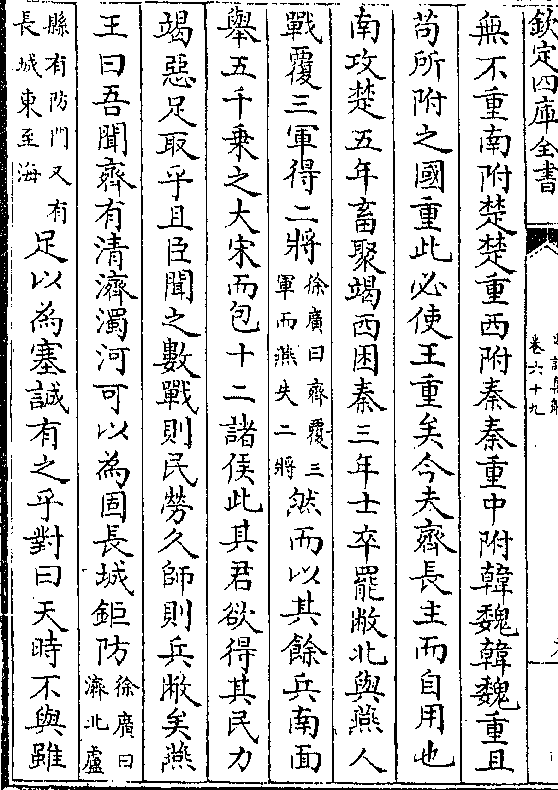 欽定四庫全書
卷六十九
無不重南附楚楚重西附秦秦重中附韓魏韓魏重且
苟所附之國重此必使王重矣今夫齊長主而自用也
南攻楚五年畜聚竭西困秦三年士卒罷敝北與燕人
戰覆三軍得二將徐廣曰齊覆三軍而燕失二將然而以其餘兵南面
舉五千乘之大宋而包十二諸侯此其君欲得其民力
竭惡足取乎且臣聞之數戰則民勞久師則兵敝矣燕
王曰吾聞齊有清濟濁河可以為固長城鉅防徐廣曰濟北盧
縣有防門又有長城東至海足以為塞誠有之乎對曰天時不與雖